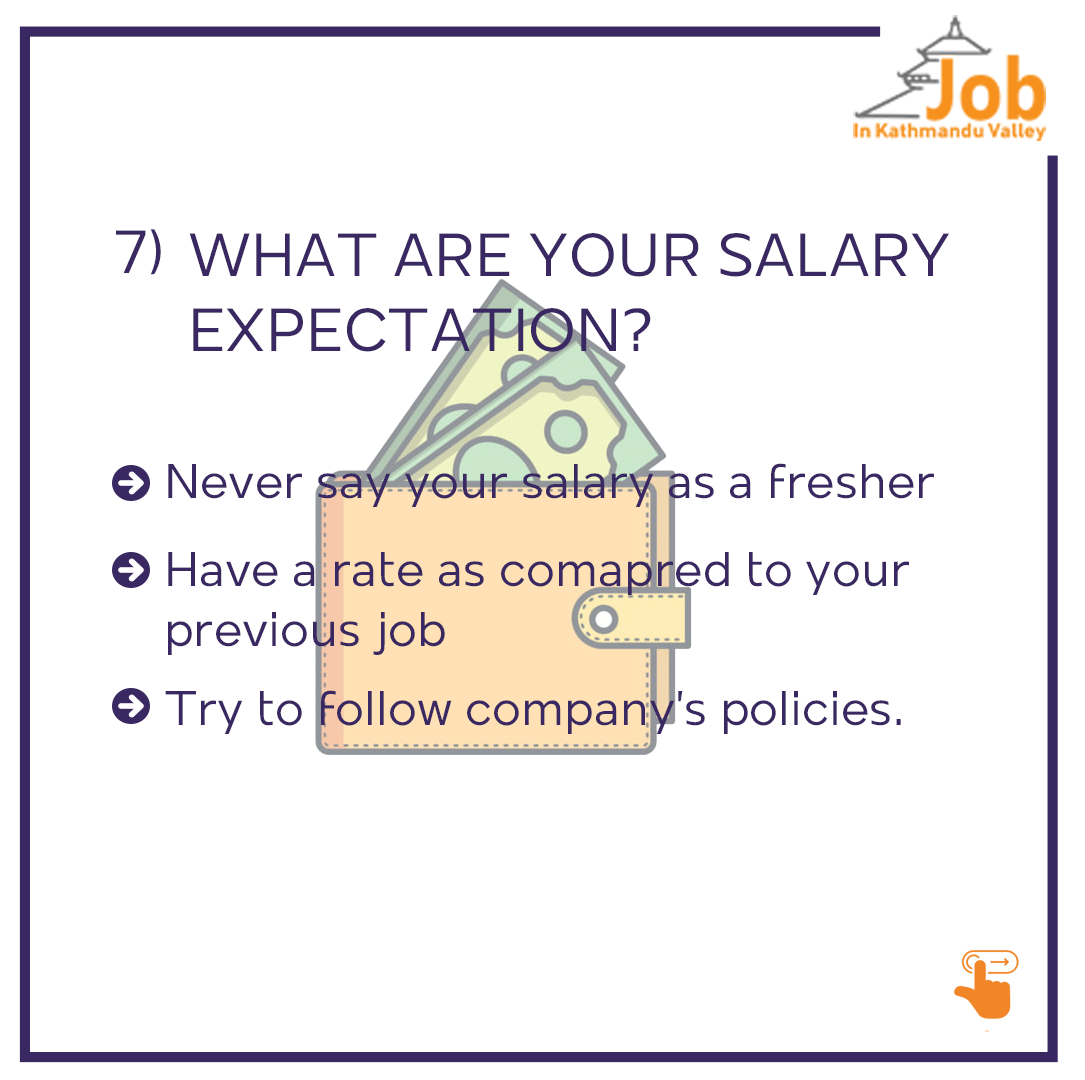 Job
In Kathmandu Valley
7) WHAT ARE YOUR SALARY
EXPECTATION?
Never say your salary as a fresher
Have a rate as comapred to your
previous job
Try to follow company's policies.